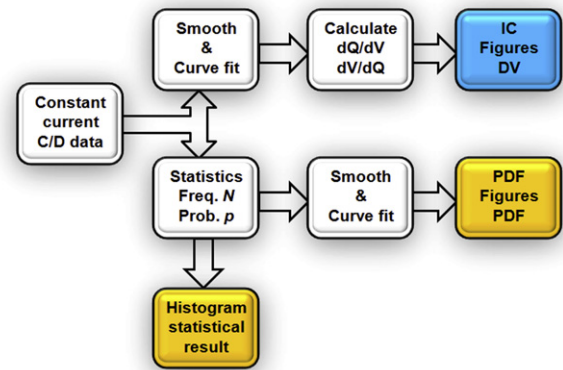 Smooth
&
Curve fit
Calculate
dQ/dV
dV/dQ
IC
Figures
DV
Constant
current
C/D data
Statistics
Freq. N
Prob. p
Smooth
&
Curve fit
PDF
Figures
PDF
Histogram
statistical
result